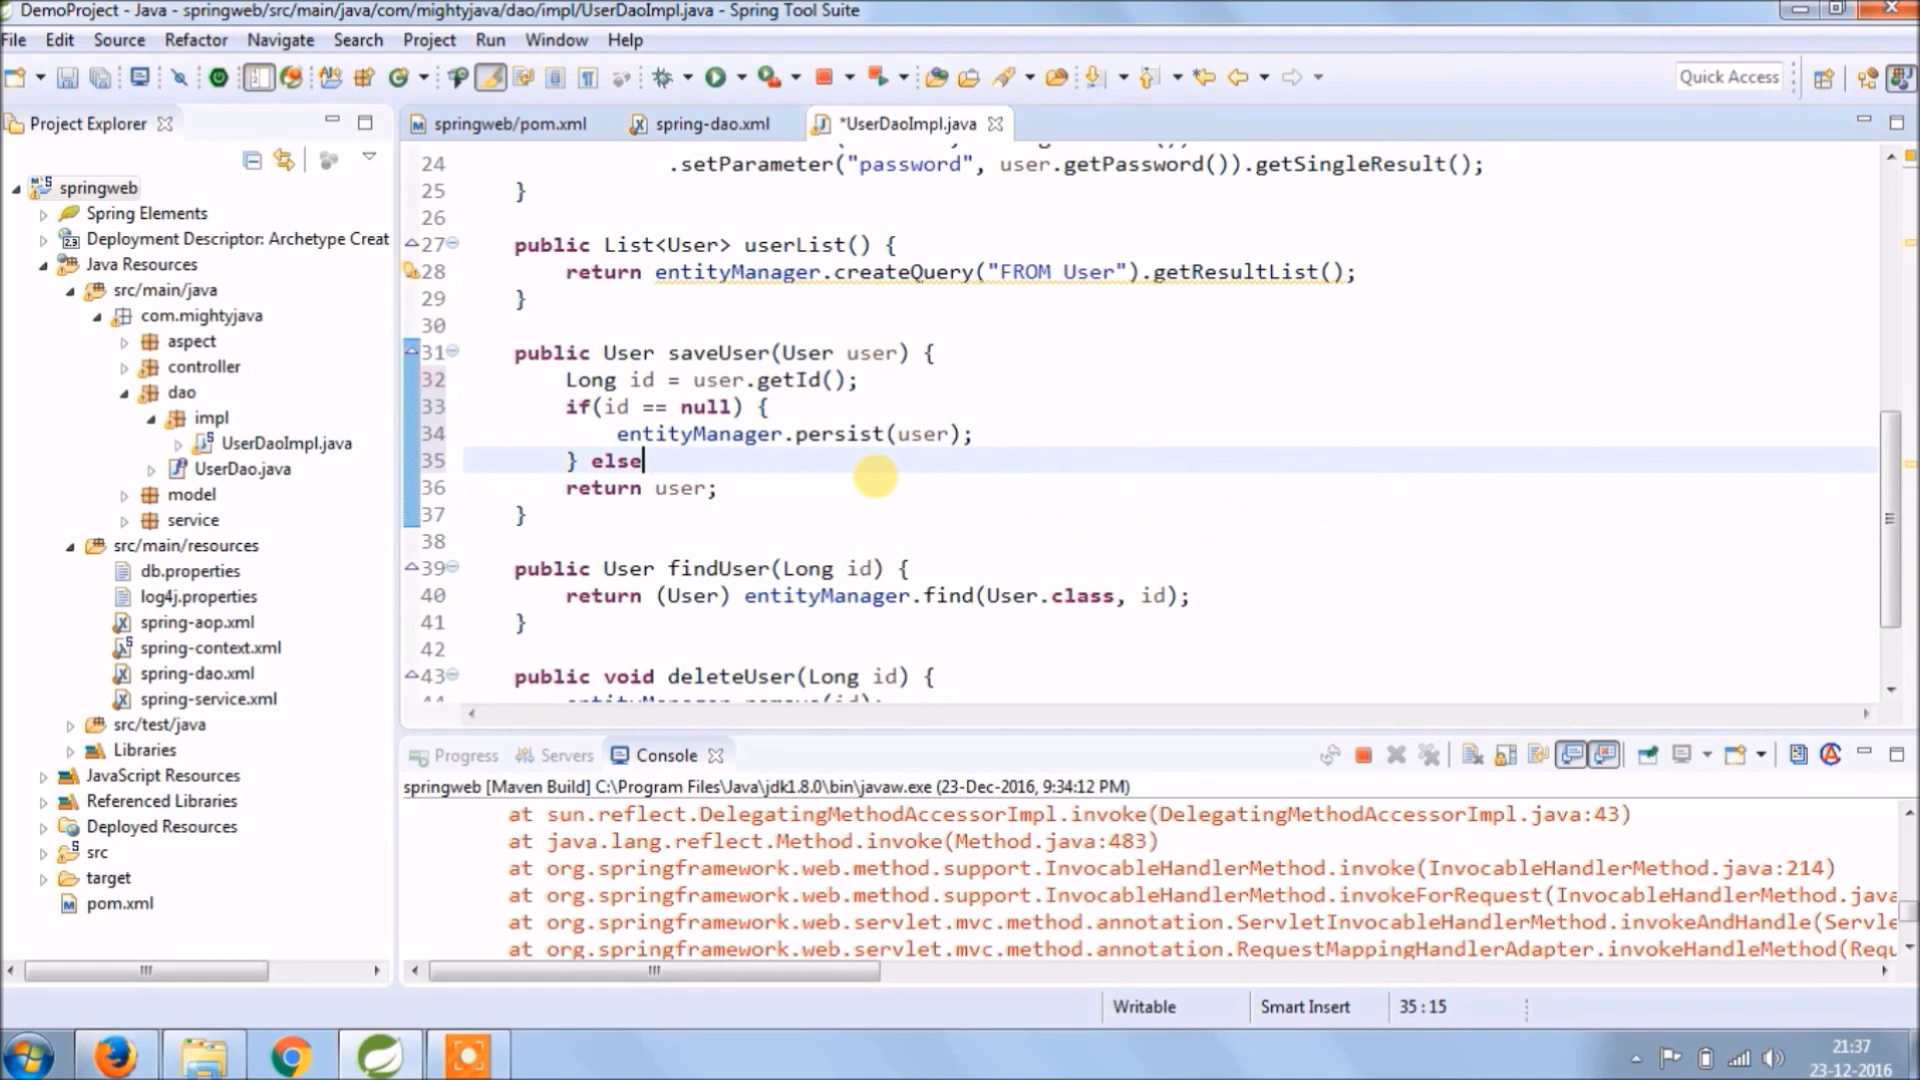 DemoProject - Java - springweb/src/main/java/com/mightyjava/dao/impl/UserDaoImpl.java - Spring Tool Suite
File Edit Source Refactor Navigate Search Project Run Window Help
Quick Access
Project Explorer
springweb/pom.xml
spring-dao.xml
*UserDaoImpl.java
springweb
Spring Elements
Deployment Descriptor: Archetype Creat
Java Resources
src/main/java
com.mightyjava
aspect
controller
dao
impl
UserDaoImpl.java
UserDao.java
model
service
src/main/resources
db.properties
log4j.properties
spring-aop.xml
spring-context.xml
spring-dao.xml
spring-service.xml
src/test/java
Libraries
JavaScript Resources
Referenced Libraries
Deployed Resources
src
target
pom.xml
24 .setParameter("password", user.getPassword()).getSingleResult();
25 }
26
27 public List<User> userList() {
28 return entityManager.createQuery("FROM User").getResultList();
29 }
30
31 public User saveUser(User user) {
32 Long id = user.getId();
33 if(id == null) {
34 entityManager.persist(user);
35 } else
36 return user;
37 }
38
39 public User findUser(Long id) {
40 return (User) entityManager.find(User.class, id);
41 }
42
43 public void deleteUser(Long id) {
Progress Servers Console
springweb [Maven Build] C:\Program Files\Java\jdk1.8.0\bin\javaw.exe (23-Dec-2016, 9:34:12 PM)
at sun.reflect.DelegatingMethodAccessorImpl.invoke(DelegatingMethodAccessorImpl.java:43)
at java.lang.reflect.Method.invoke(Method.java:483)
at org.springframework.web.method.support.InvocableHandlerMethod.invoke(InvocableHandlerMethod.java:214)
at org.springframework.web.method.support.InvocableHandlerMethod.invokeForRequest(InvocableHandlerMethod.java
at org.springframework.web.servlet.mvc.method.annotation.ServletInvocableHandlerMethod.invokeAndHandle(Servle
at org.springframework.web.servlet.mvc.method.annotation.RequestMappingHandlerAdapter.invokeHandleMethod(Requ
Writable
Smart Insert
35 : 15
21:37
23-12-2016